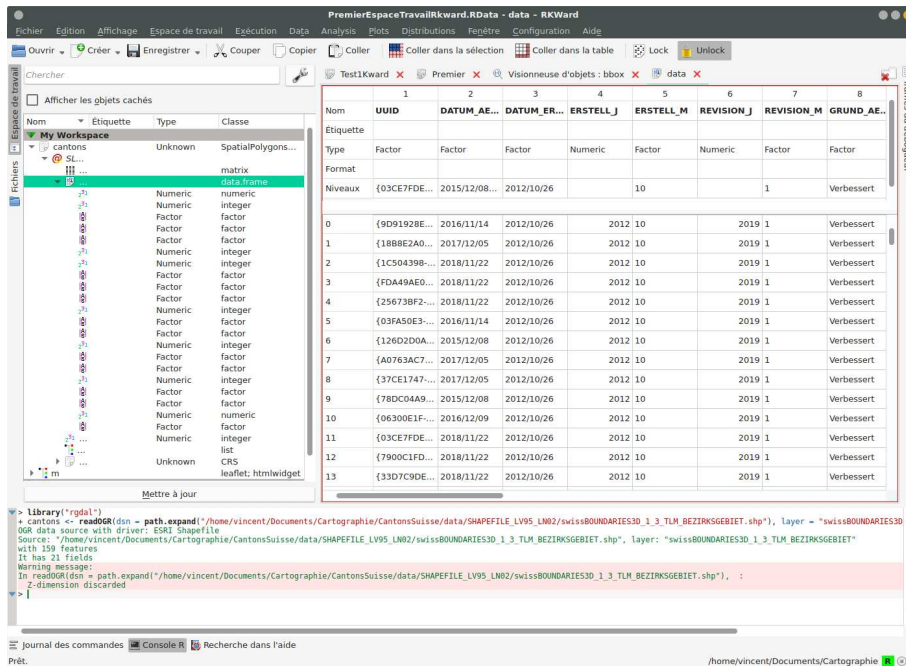 PremierEspaceTravailRkward.RData - data – RKWard
Fichier Edition Affichage Espace de travail Exécution Data Analysis Plots Distributions Fenêtre Configuration Aide
Ouvrir Créer Enregistrer Couper Copier Coller Coller dans la sélection Coller dans la table Lock Unlock
Chercher
Afficher les objets cachés
Espace de travail
Fichiers
Nom Étiquette Type Classe
My Workspace
cantons Unknown SpatialPolygons...
SL...
... matrix
... data.frame
Numeric numeric
Numeric integer
Factor factor
Factor factor
Factor factor
Numeric integer
Numeric integer
Factor factor
Factor factor
Factor factor
Numeric integer
Factor factor
Factor factor
Numeric integer
Factor factor
Factor factor
Numeric integer
Factor factor
Factor factor
Numeric numeric
Factor factor
... Numeric integer
... list
... Unknown CRS
m leaflet; htmlwidget
Mettre à jour
Test1Kward Premier Visionneuse d'objets : bbox data
1 2 3 4 5 6 7 8
Nom UUID DATUM_AE... DATUM_ER... ERSTELL_J ERSTELL_M REVISION_J REVISION_M GRUND_AE...
Étiquette
Type Factor Factor Factor Numeric Factor Numeric Factor Factor
Format
Niveaux {03CE7FDE... 2015/12/08... 2012/10/26 10 1 Verbessert
0 {9D91928E... 2016/11/14 2012/10/26 2012 10 2019 1 Verbessert
1 {18B8E2A0... 2017/12/05 2012/10/26 2012 10 2019 1 Verbessert
2 {1C504398-... 2018/11/22 2012/10/26 2012 10 2019 1 Verbessert
3 {FDA49AE0... 2018/11/22 2012/10/26 2012 10 2019 1 Verbessert
4 {25673BF2-... 2018/11/22 2012/10/26 2012 10 2019 1 Verbessert
5 {03FA50E3-... 2016/11/14 2012/10/26 2012 10 2019 1 Verbessert
6 {126D2D0A... 2015/12/08 2012/10/26 2012 10 2019 1 Verbessert
7 {A0763AC7... 2017/12/05 2012/10/26 2012 10 2019 1 Verbessert
8 {37CE1747-... 2017/12/05 2012/10/26 2012 10 2019 1 Verbessert
9 {78DC04A9... 2015/12/08 2012/10/26 2012 10 2019 1 Verbessert
10 {06300E1F-... 2016/12/09 2012/10/26 2012 10 2019 1 Verbessert
11 {03CE7FDE... 2018/11/22 2012/10/26 2012 10 2019 1 Verbessert
12 {7900C1FD... 2018/11/22 2012/10/26 2012 10 2019 1 Verbessert
13 {33D7C9DE... 2018/11/22 2012/10/26 2012 10 2019 1 Verbessert
> library("rgdal")
+ cantons <- readOGR(dsn = path.expand("/home/vincent/Documents/Cartographie/CantonsSuisse/data/SHAPEFILE_LV95_LN02/swissBOUNDARIES3D_1_3_TLM_BEZIRKSGEBIET.shp"), layer = "swissBOUNDARIES3D
OGR data source with driver: ESRI Shapefile
Source: "/home/vincent/Documents/Cartographie/CantonsSuisse/data/SHAPEFILE_LV95_LN02/swissBOUNDARIES3D_1_3_TLM_BEZIRKSGEBIET.shp", layer: "swissBOUNDARIES3D_1_3_TLM_BEZIRKSGEBIET"
with 159 features
It has 21 fields
Warning message:
In readOGR(dsn = path.expand("/home/vincent/Documents/Cartographie/CantonsSuisse/data/SHAPEFILE_LV95_LN02/swissBOUNDARIES3D_1_3_TLM_BEZIRKSGEBIET.shp"), :
Z-dimension discarded
>
Journal des commandes Console R Recherche dans l'aide
Prêt. /home/vincent/Documents/Cartographie R